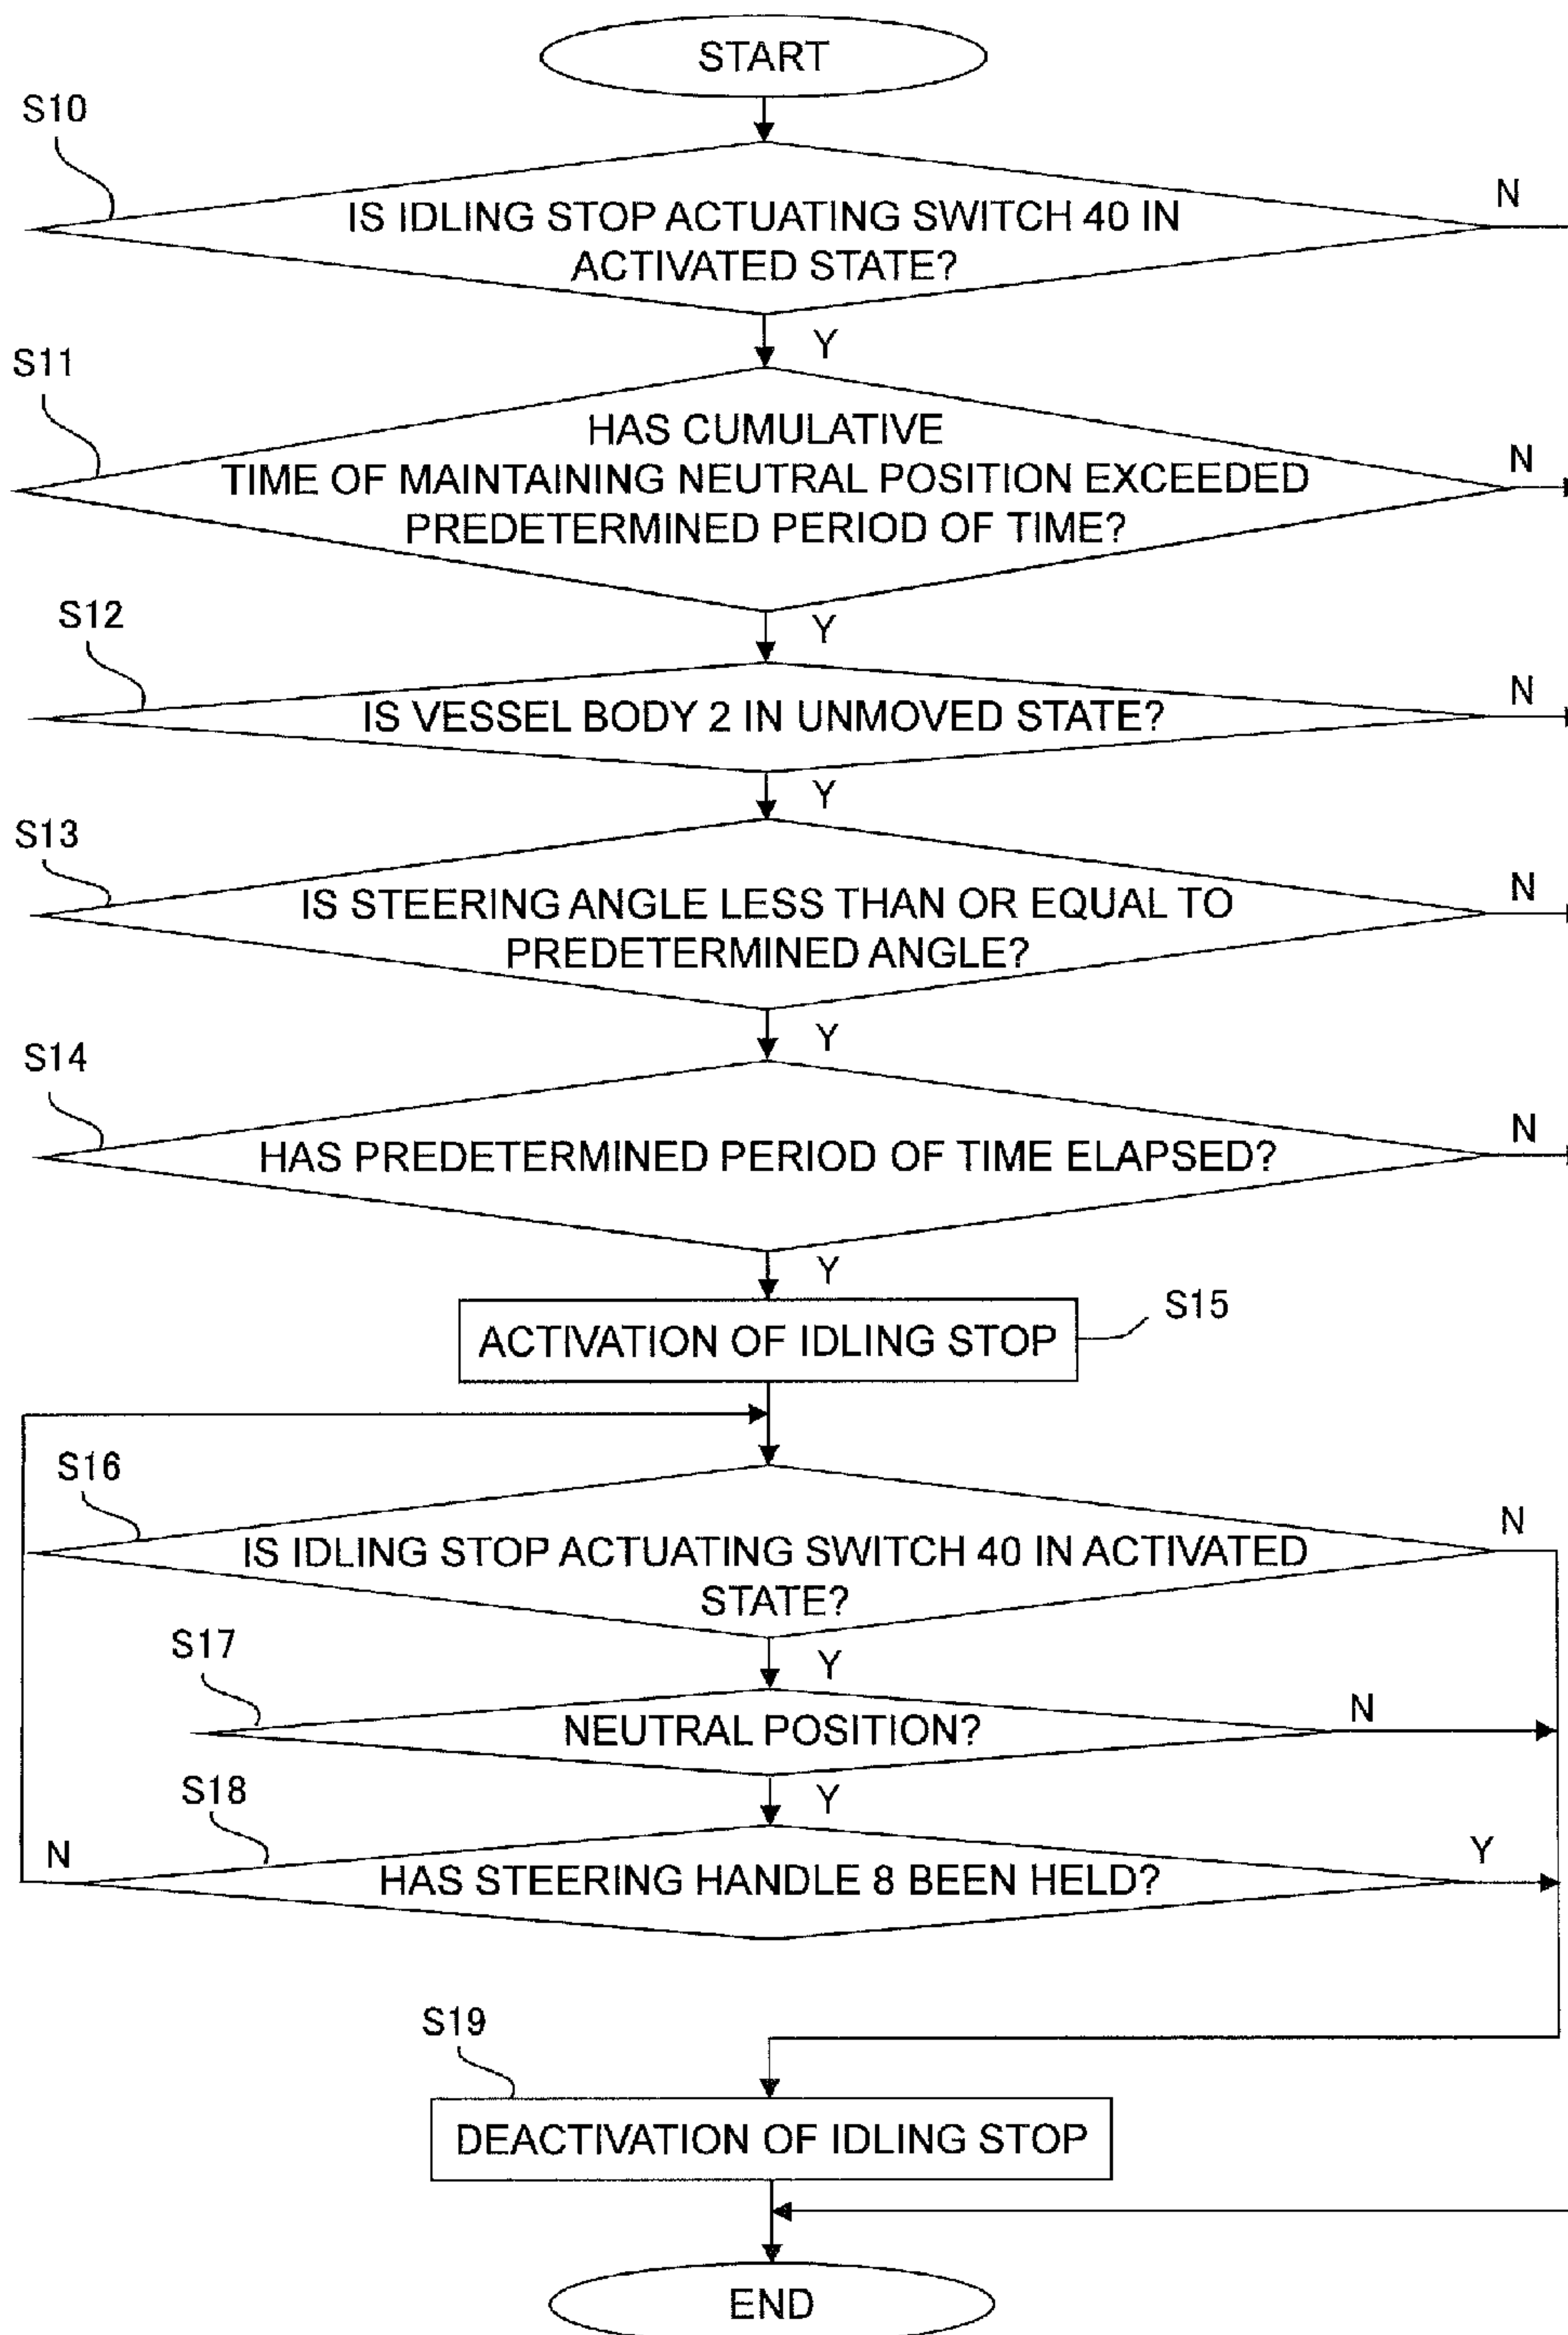 START
S10
N
IS IDLING STOP ACTUATING SWITCH 40 IN
ACTIVATED STATE?
Y
S11
HAS CUMULATIVE
TIME OF MAINTAINING NEUTRAL POSITION EXCEEDED
PREDETERMINED PERIOD OF TIME?
N
Y
S12
IS VESSEL BODY 2 IN UNMOVED STATE?
N
Y
S13
IS STEERING ANGLE LESS THAN OR EQUAL TO
PREDETERMINED ANGLE?
N
Y
S14
HAS PREDETERMINED PERIOD OF TIME ELAPSED?
N
Y
ACTIVATION OF IDLING STOP
S15
S16
IS IDLING STOP ACTUATING SWITCH 40 IN ACTIVATED
STATE?
N
Y
S17
NEUTRAL POSITION?
N
Y
S18
N
HAS STEERING HANDLE 8 BEEN HELD?
Y
S19
DEACTIVATION OF IDLING STOP
END